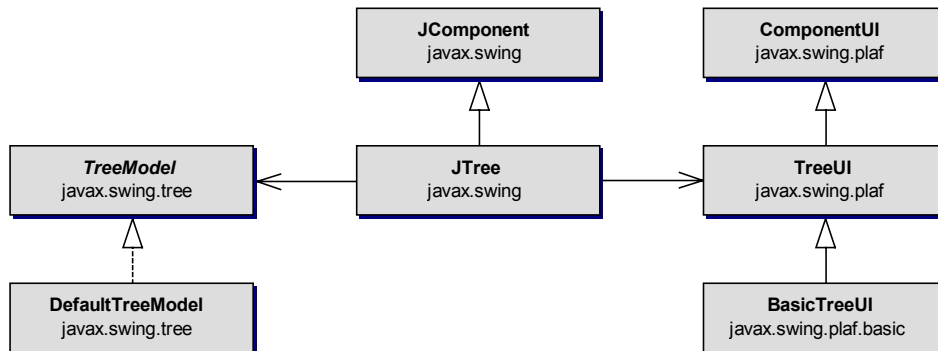 JComponent
javax.swing
ComponentUI
javax.swing.plaf
TreeModel
javax.swing.tree
JTree
javax.swing
TreeUI
javax.swing.plaf
DefaultTreeModel
javax.swing.tree
BasicTreeUI
javax.swing.plaf.basic